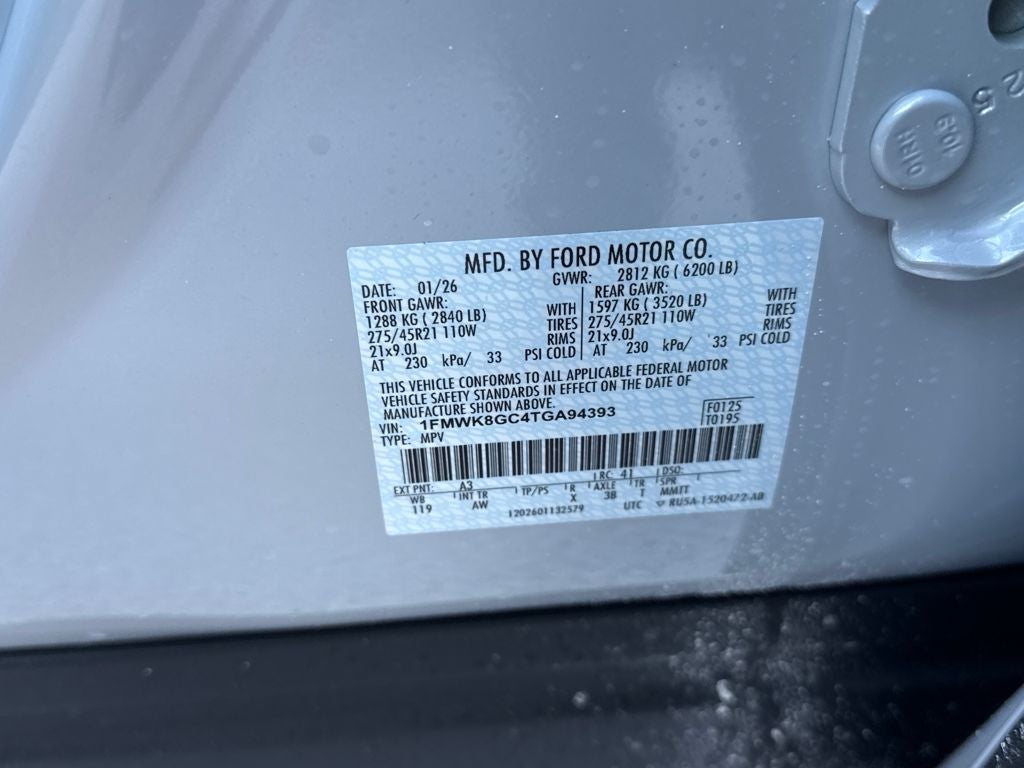 MFD. BY FORD MOTOR CO.
DATE: 01/26 GVWR: 2812 KG ( 6200 LB)
FRONT GAWR: REAR GAWR:
1288 KG ( 2840 LB) WITH 1597 KG ( 3520 LB) WITH
275/45R21 110W TIRES 275/45R21 110W TIRES
21x9.0J RIMS 21x9.0J RIMS
AT 230 kPa/ 33 PSI COLD AT 230 kPa/ 33 PSI COLD
THIS VEHICLE CONFORMS TO ALL APPLICABLE FEDERAL MOTOR
VEHICLE SAFETY STANDARDS IN EFFECT ON THE DATE OF
MANUFACTURE SHOWN ABOVE.
VIN: 1FMWK8GC4TGA94393 F0125
TYPE: MPV T0195
EXT PNT: A3 RC: 41 DSO:
WB INT TR TP/PS R AXLE TR SPR
119 AW X 38 T MMTT
1202601132579 UTC RU5A-1520472-AB
25